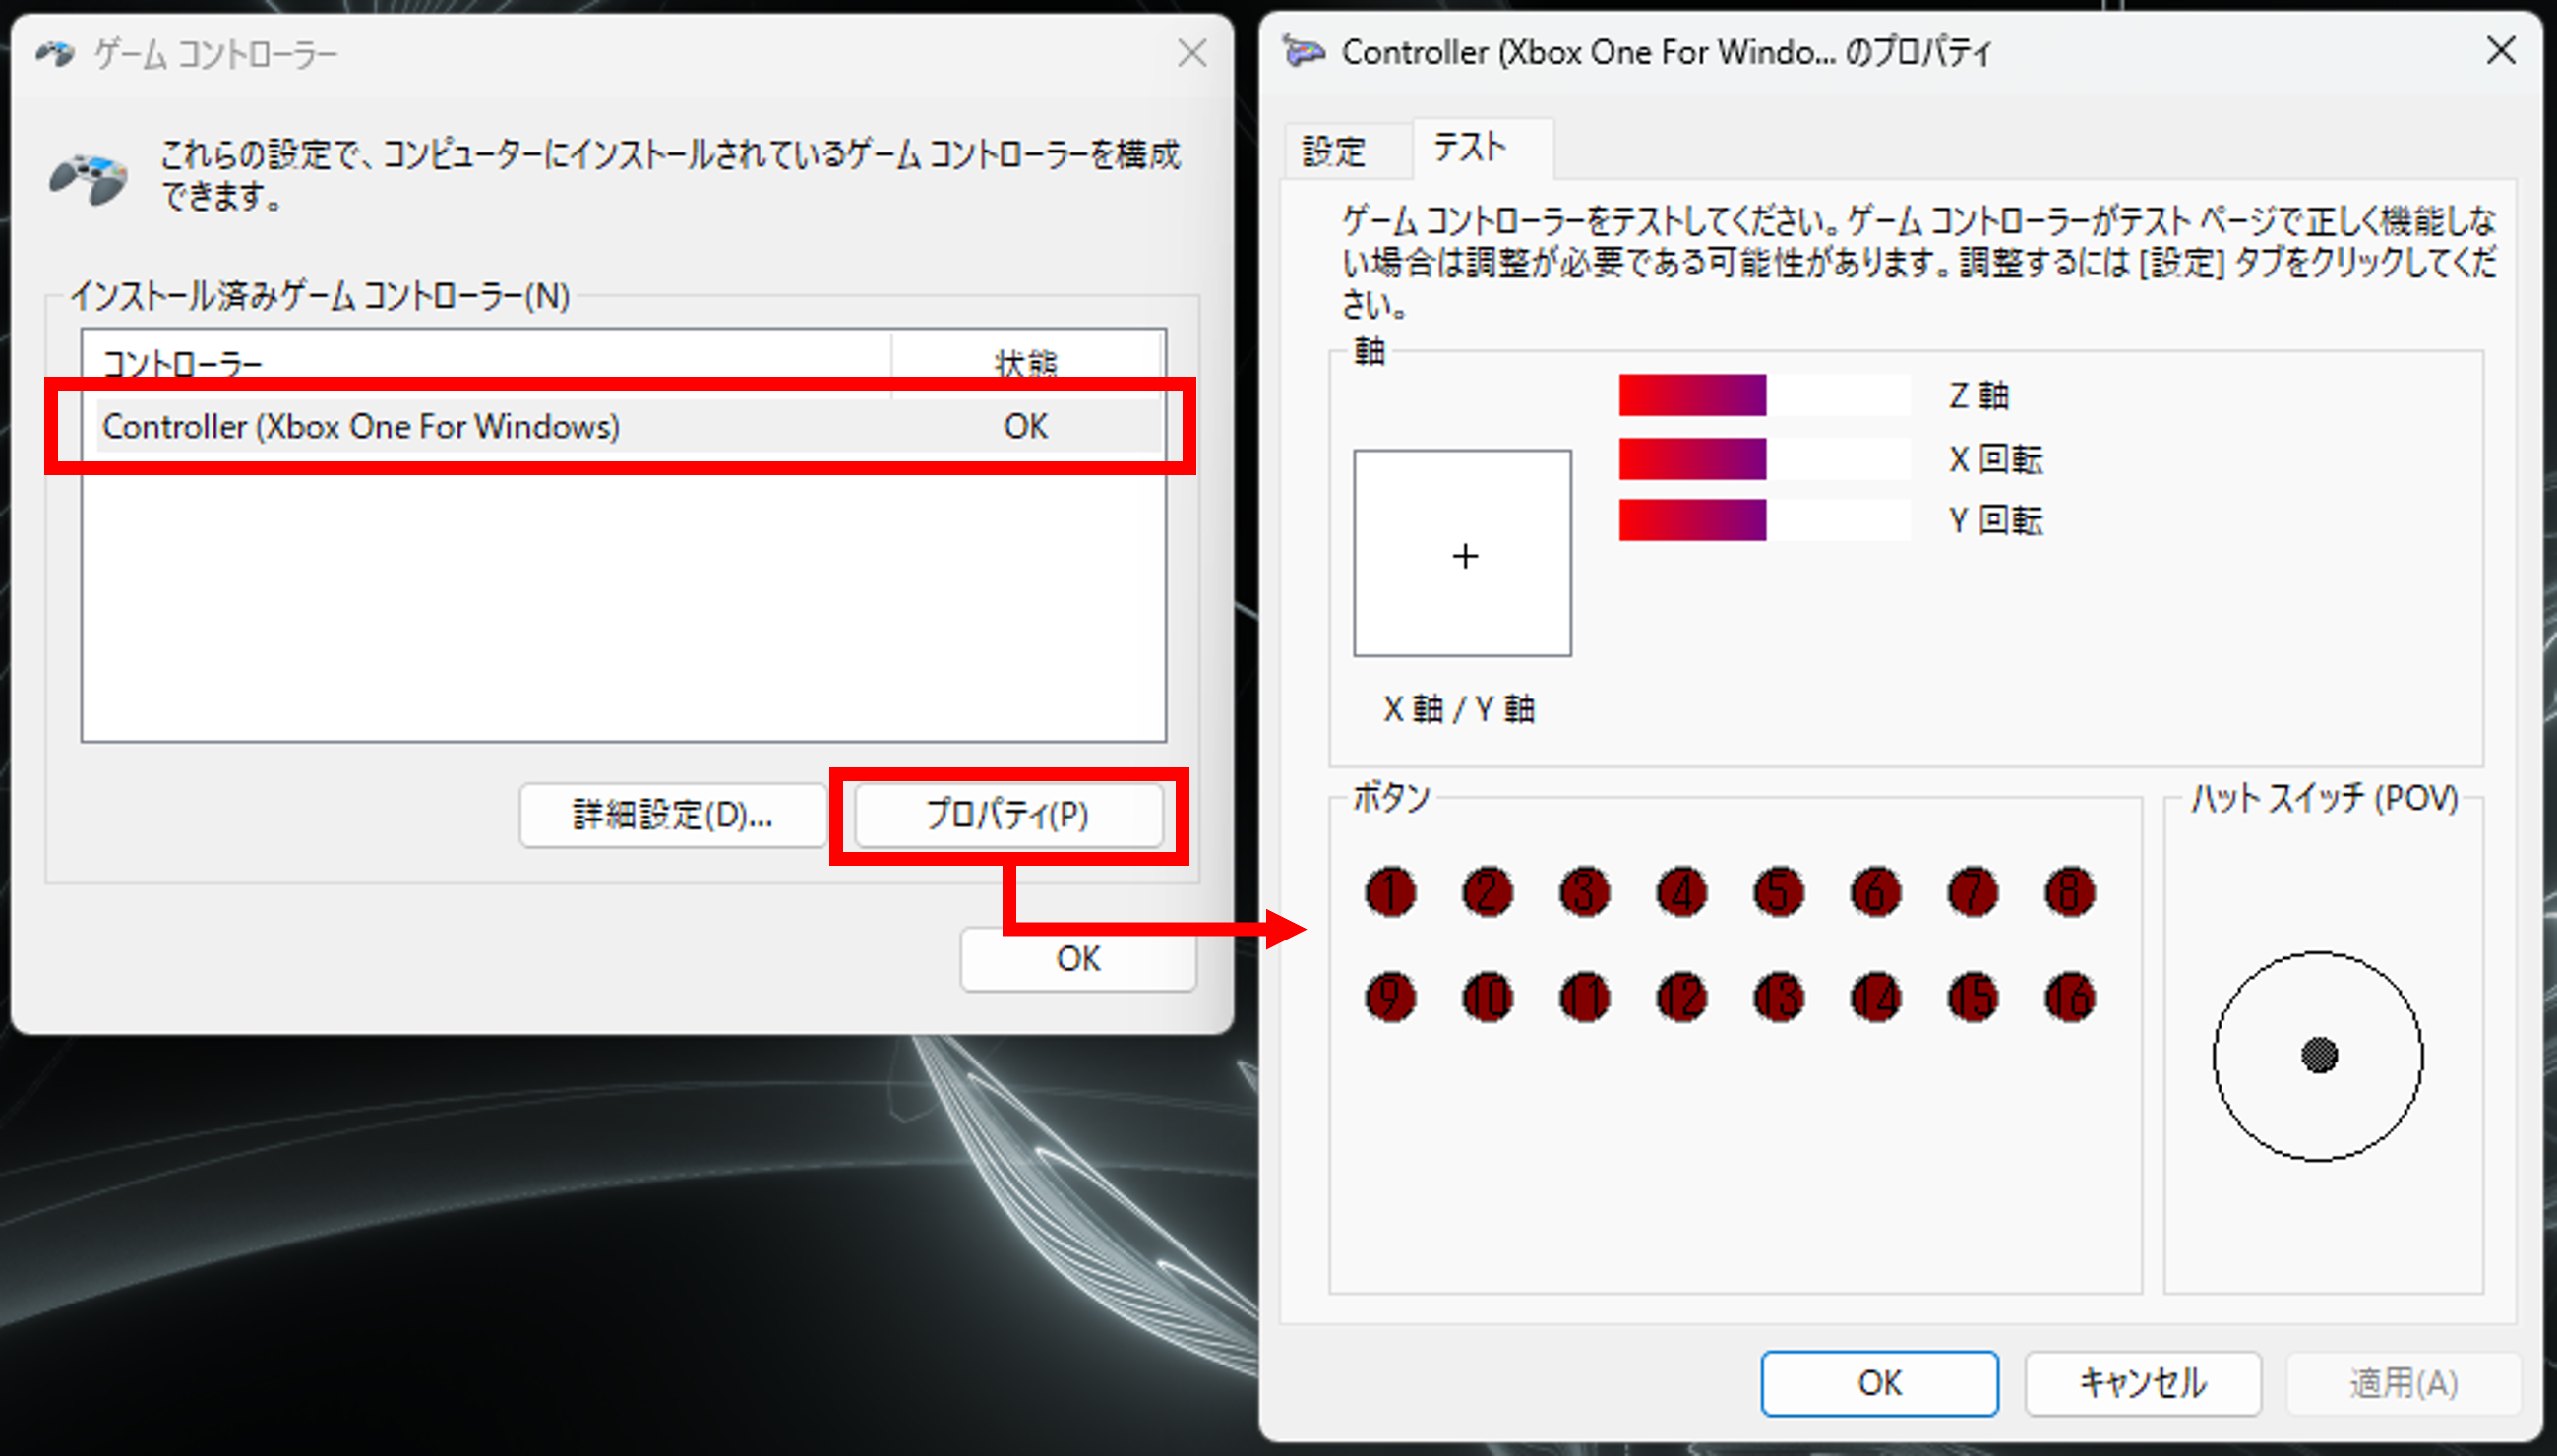 ゲーム コントローラー
これらの設定で、コンピューターにインストールされているゲーム コントローラーを構成
できます。
インストール済みゲーム コントローラー(N)
コントローラー 状態
Controller (Xbox One For Windows) OK
詳細設定(D)... プロパティ(P)
OK
Controller (Xbox One For Windo... のプロパティ
設定 テスト
ゲーム コントローラーをテストしてください。ゲーム コントローラーがテスト ページで正しく機能しな
い場合は調整が必要である可能性があります。調整するには [設定] タブをクリックしてくだ
さい。
軸
Z 軸
X 回転
Y 回転
X 軸 / Y 軸
ボタン
1 2 3 4 5 6 7 8
9 10 11 12 13 14 15 16
ハット スイッチ (POV)
OK キャンセル 適用(A)